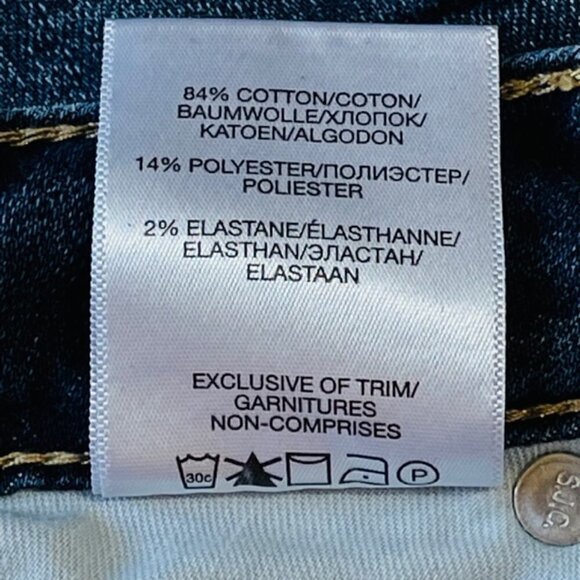 84% COTTON/COTON/
BAUMWOLLE/ХЛОПОК/
KATOEN/ALGODON
14% POLYESTER/ПОЛИЭСТЕР/
POLIESTER
2% ELASTANE/ÉLASTHANNE/
ELASTHAN/ЭЛАСТАН/
ELASTAAN
EXCLUSIVE OF TRIM/
GARNITURES
NON-COMPRISES
30c P